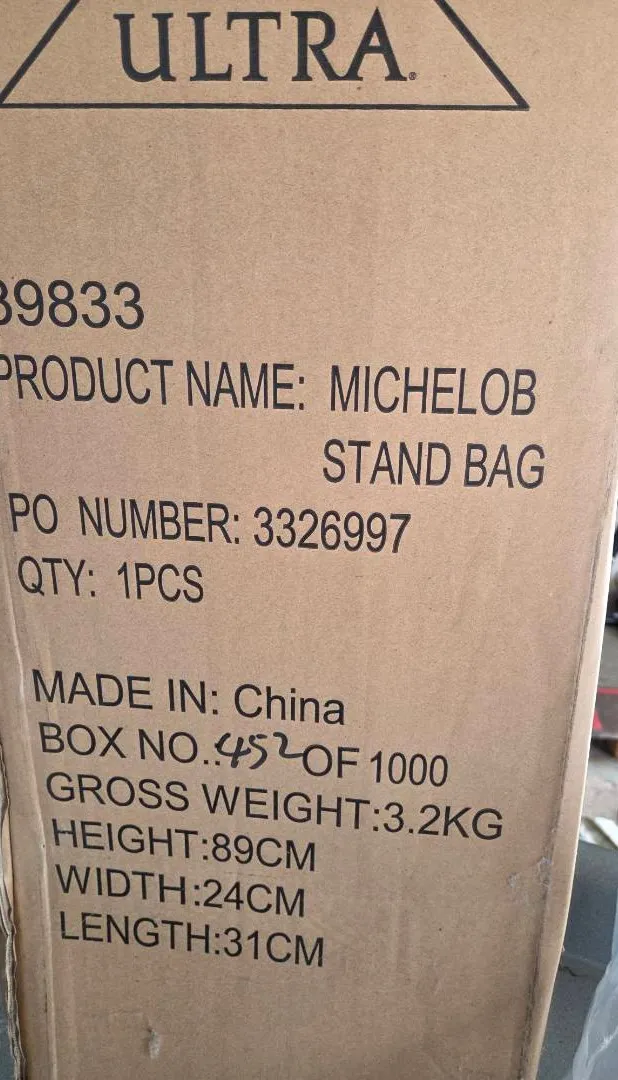 ULTRA®
39833
PRODUCT NAME: MICHELOB
STAND BAG
PO NUMBER: 3326997
QTY: 1PCS
MADE IN: China
BOX NO.:452 OF 1000
GROSS WEIGHT:3.2KG
HEIGHT:89CM
WIDTH:24CM
LENGTH:31CM